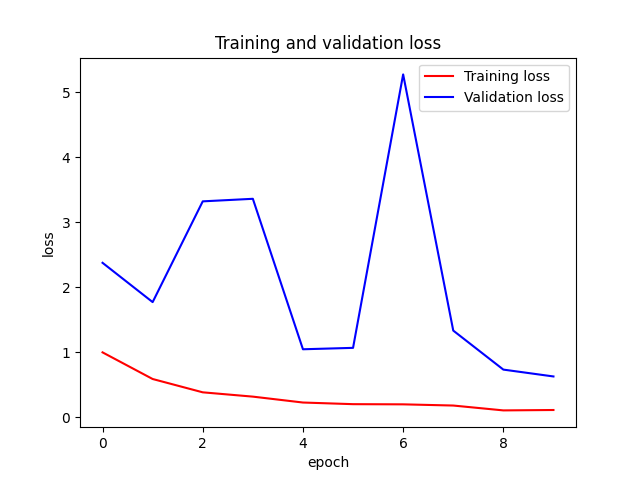 Training and validation loss
Training loss
Validation loss
5
4
3
2
1
0
loss
0 2 4 6 8
epoch